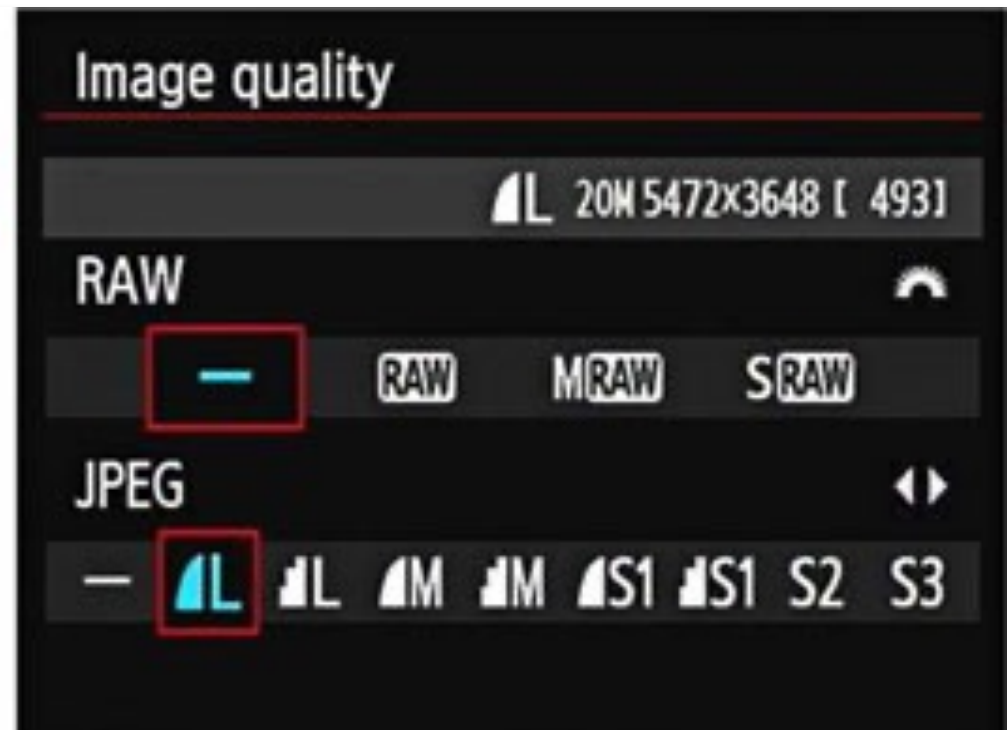 Image quality
L 20M 5472X3648 [ 493]
RAW
— RAW MRAW SRAW
JPEG
— L L M M S1 S1 S2 S3